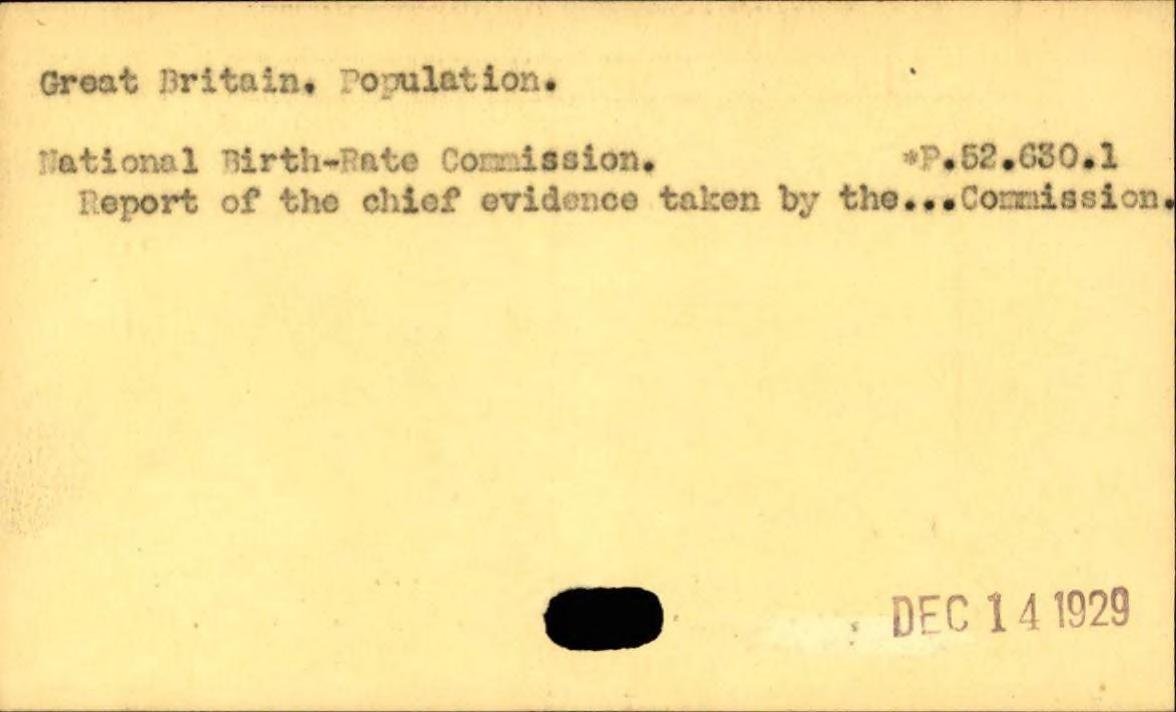 Great Britain. Population.
National Birth-Rate Commission. *P.52.630.1
Report of the chief evidence taken by the...Commission.
DEC 14 1929